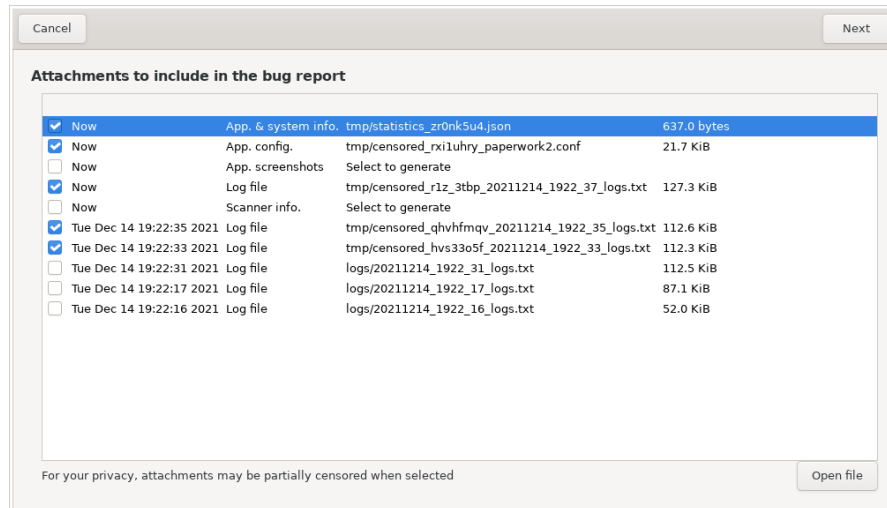 Cancel Next
Attachments to include in the bug report
Now App. & system info. tmp/statistics_zr0nk5u4.json 637.0 bytes
Now App. config. tmp/censored_rxi1uhry_paperwork2.conf 21.7 KiB
Now App. screenshots Select to generate
Now Log file tmp/censored_r1z_3tbp_20211214_1922_37_logs.txt 127.3 KiB
Now Scanner info. Select to generate
Tue Dec 14 19:22:35 2021 Log file tmp/censored_qhvhfmqv_20211214_1922_35_logs.txt 112.6 KiB
Tue Dec 14 19:22:33 2021 Log file tmp/censored_hvs33o5f_20211214_1922_33_logs.txt 112.3 KiB
Tue Dec 14 19:22:31 2021 Log file logs/20211214_1922_31_logs.txt 112.5 KiB
Tue Dec 14 19:22:17 2021 Log file logs/20211214_1922_17_logs.txt 87.1 KiB
Tue Dec 14 19:22:16 2021 Log file logs/20211214_1922_16_logs.txt 52.0 KiB
For your privacy, attachments may be partially censored when selected Open file